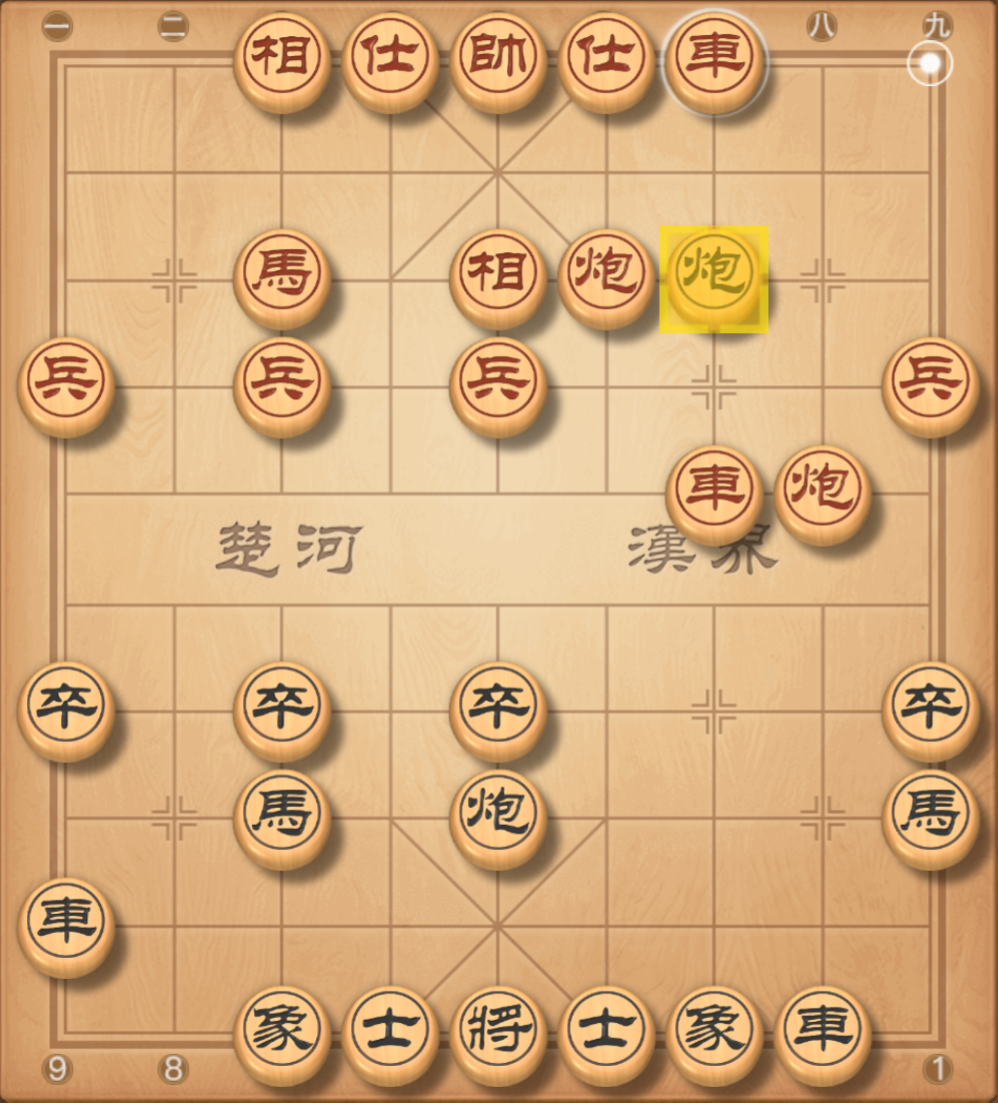 一 二 八 九
相 仕 帥 仕 車
馬 相 炮 炮
兵 兵 兵 兵
車 炮
楚河 漢界
卒 卒 卒 卒
馬 炮 馬
車
象 士 將 士 象 車
9 8 1